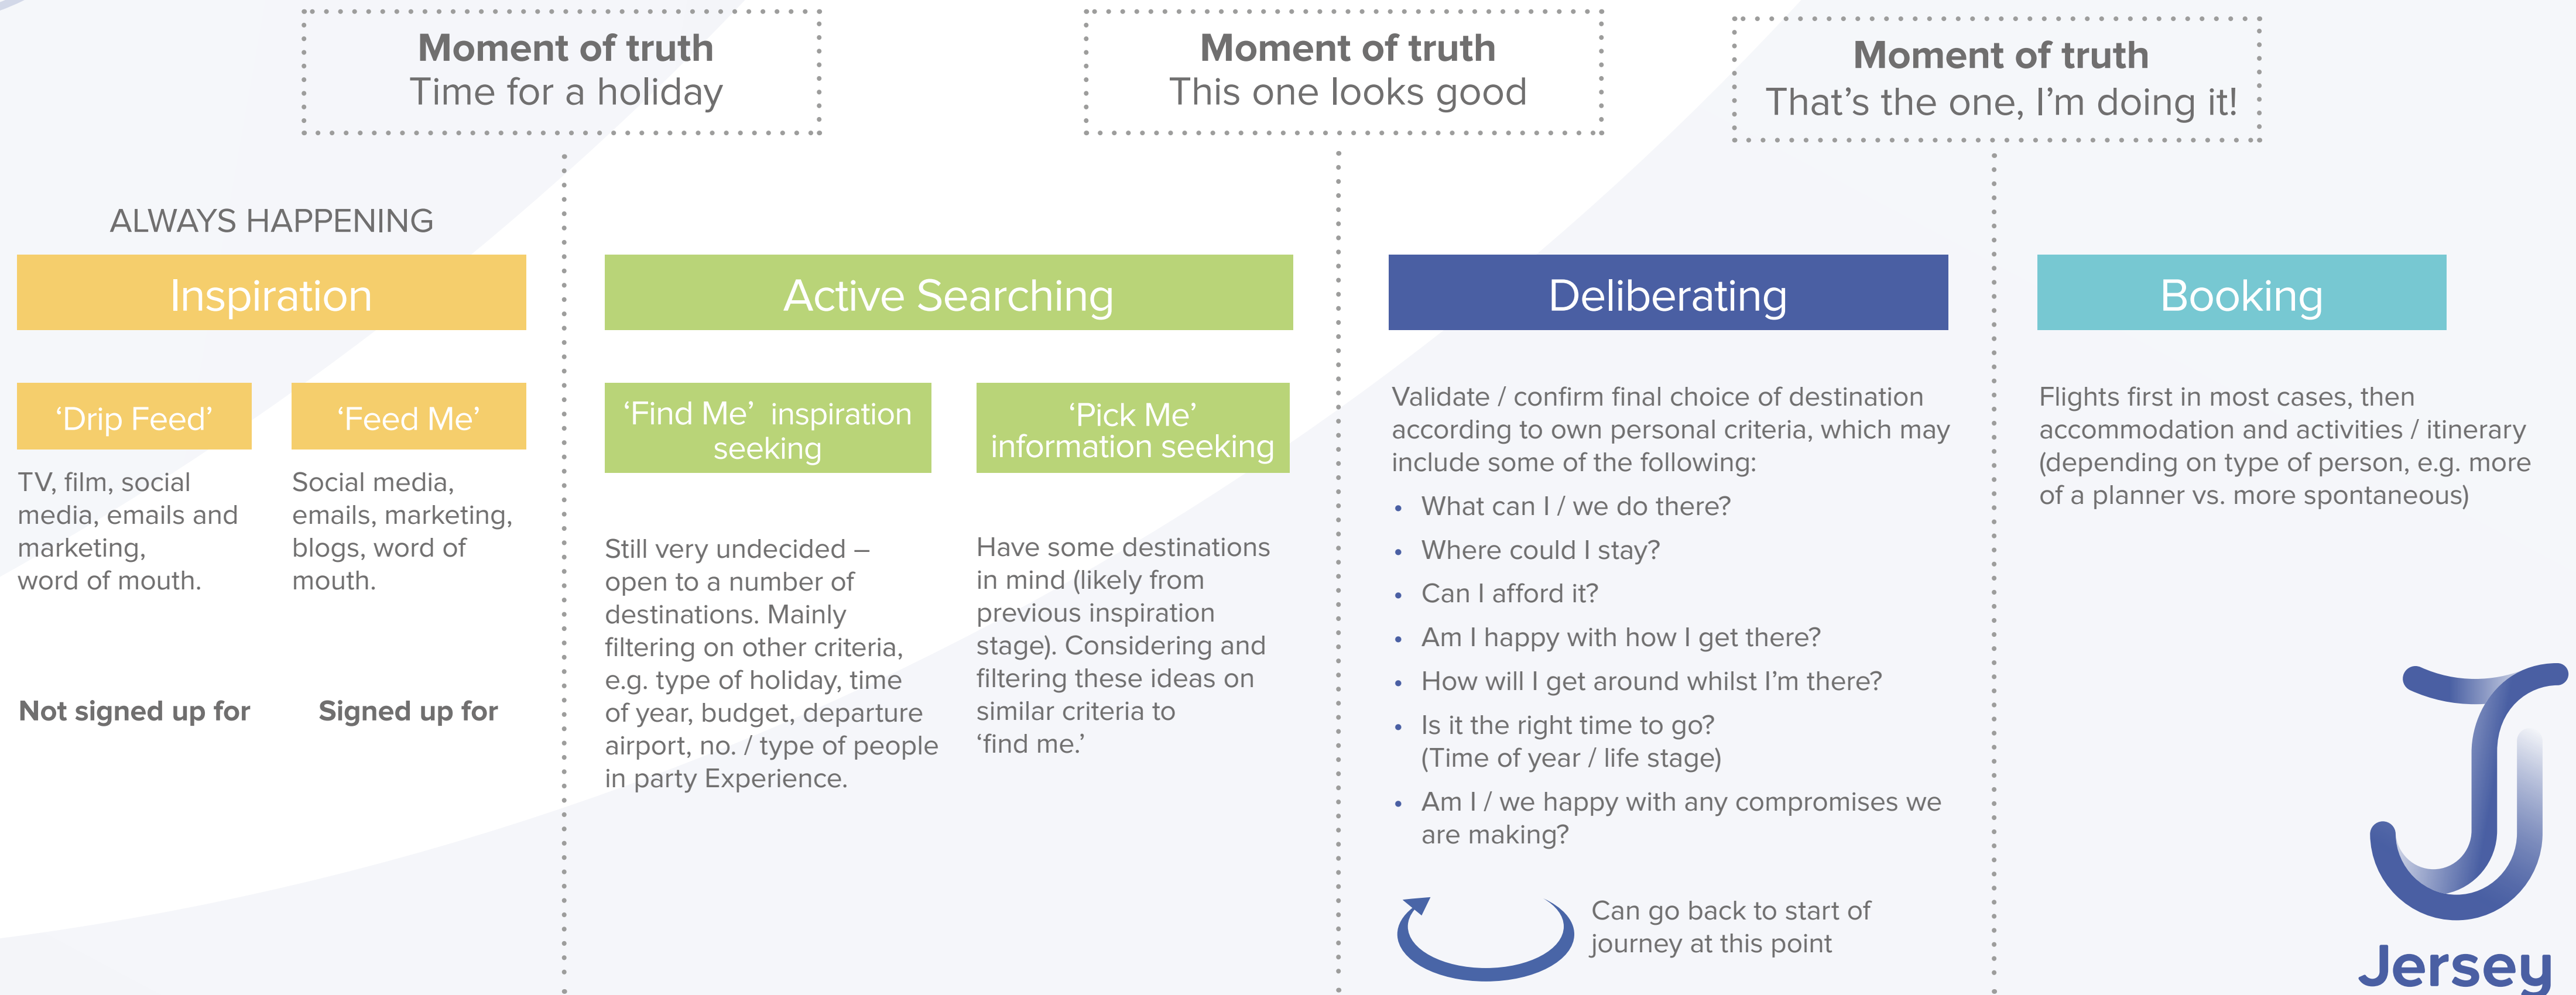 Moment of truth
Time for a holiday
Moment of truth
This one looks good
Moment of truth
That’s the one, I’m doing it!
ALWAYS HAPPENING
Inspiration
‘Drip Feed’
TV, film, social
media, emails and
marketing,
word of mouth.
Not signed up for
‘Feed Me’
Social media,
emails, marketing,
blogs, word of
mouth.
Signed up for
Active Searching
‘Find Me’ inspiration
seeking
Still very undecided –
open to a number of
destinations. Mainly
filtering on other criteria,
e.g. type of holiday, time
of year, budget, departure
airport, no. / type of people
in party Experience.
‘Pick Me’
information seeking
Have some destinations
in mind (likely from
previous inspiration
stage). Considering and
filtering these ideas on
similar criteria to
‘find me.’
Deliberating
Validate / confirm final choice of destination
according to own personal criteria, which may
include some of the following:
• What can I / we do there?
• Where could I stay?
• Can I afford it?
• Am I happy with how I get there?
• How will I get around whilst I’m there?
• Is it the right time to go?
(Time of year / life stage)
• Am I / we happy with any compromises we
are making?
Can go back to start of
journey at this point
Booking
Flights first in most cases, then
accommodation and activities / itinerary
(depending on type of person, e.g. more
of a planner vs. more spontaneous)
Jersey